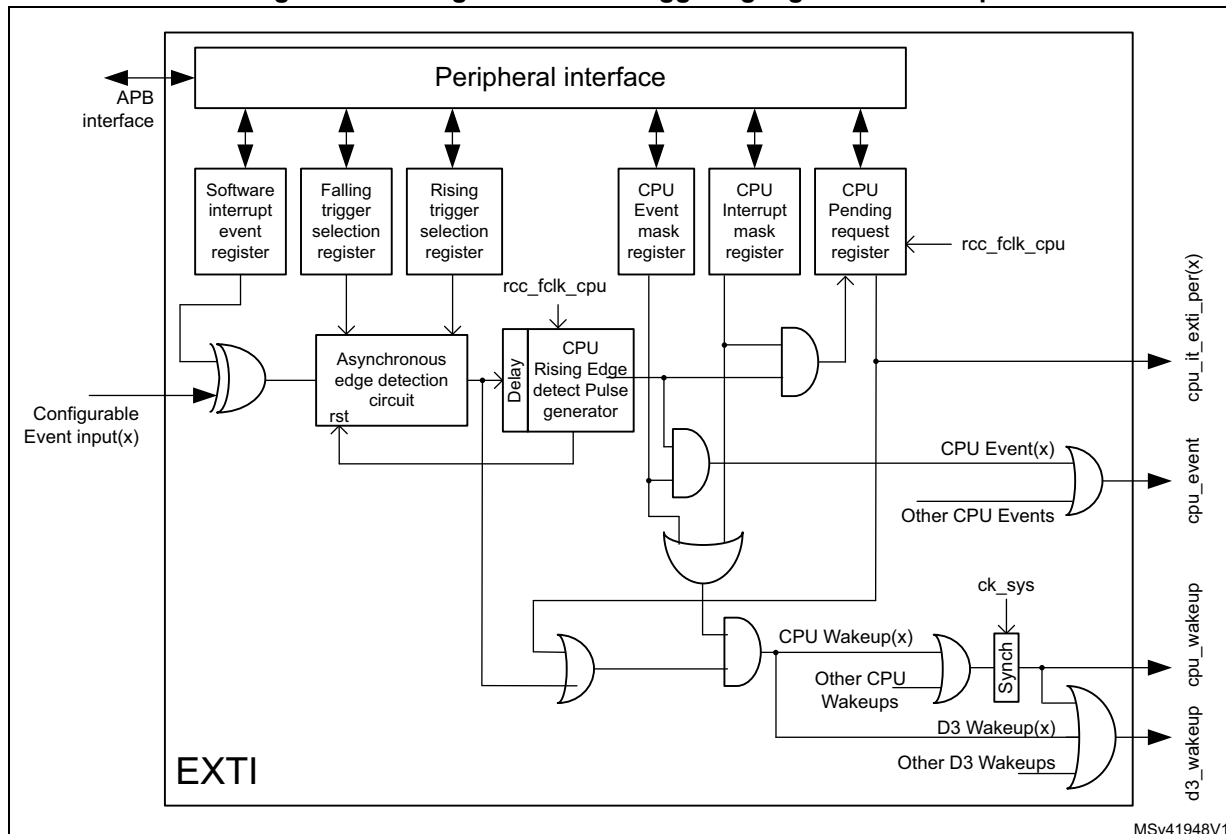 Peripheral interface
APB
interface
Software
interrupt
event
register
Falling
trigger
selection
register
Rising
trigger
selection
register
CPU
Event
mask
register
CPU
Interrupt
mask
register
CPU
Pending
request
register
rcc_fclk_cpu
rcc_fclk_cpu
Asynchronous
edge detection
circuit
rst
Delay
CPU
Rising Edge
detect Pulse
generator
Configurable
Event input(x)
cpu_it_exti_per(x)
CPU Event(x)
Other CPU Events
cpu_event
ck_sys
CPU Wakeup(x)
Other CPU
Wakeups
Synch
cpu_wakeup
D3 Wakeup(x)
Other D3 Wakeups
d3_wakeup
EXTI
MSv41948V1